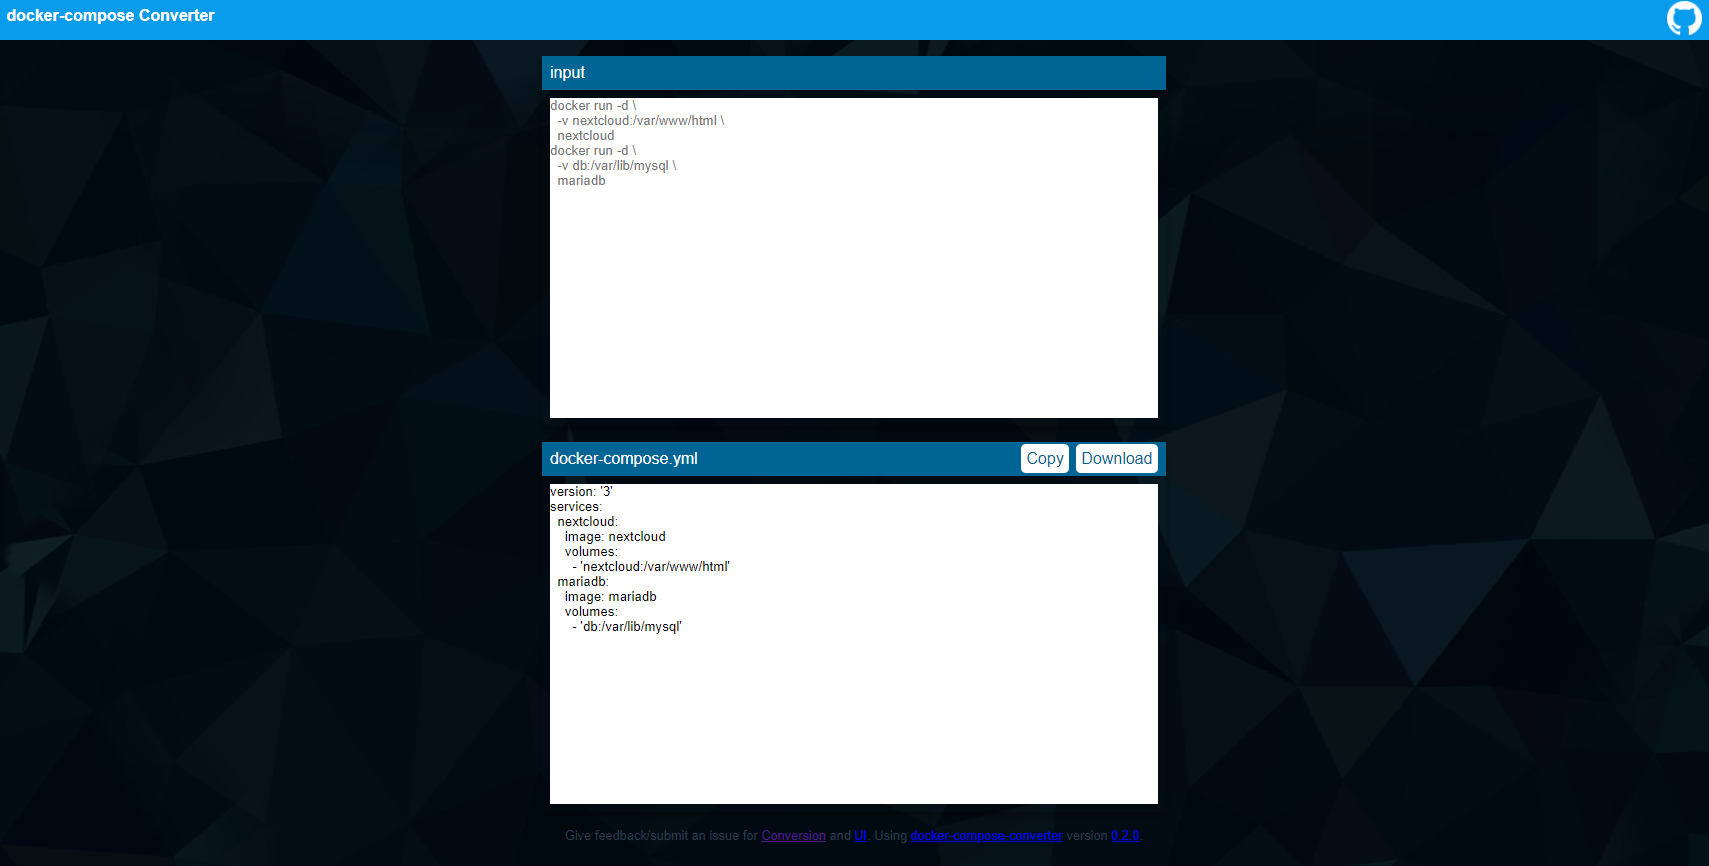 docker-compose Converter
input
docker run -d \
-v nextcloud:/var/www/html \
nextcloud
docker run -d \
-v db:/var/lib/mysql \
mariadb
docker-compose.yml
Copy
Download
version: '3'
services:
nextcloud:
image: nextcloud
volumes:
- 'nextcloud:/var/www/html'
mariadb:
image: mariadb
volumes:
- 'db:/var/lib/mysql'
Give feedback/submit an issue for Conversion and UI. Using docker-compose-converter version 0.2.0.